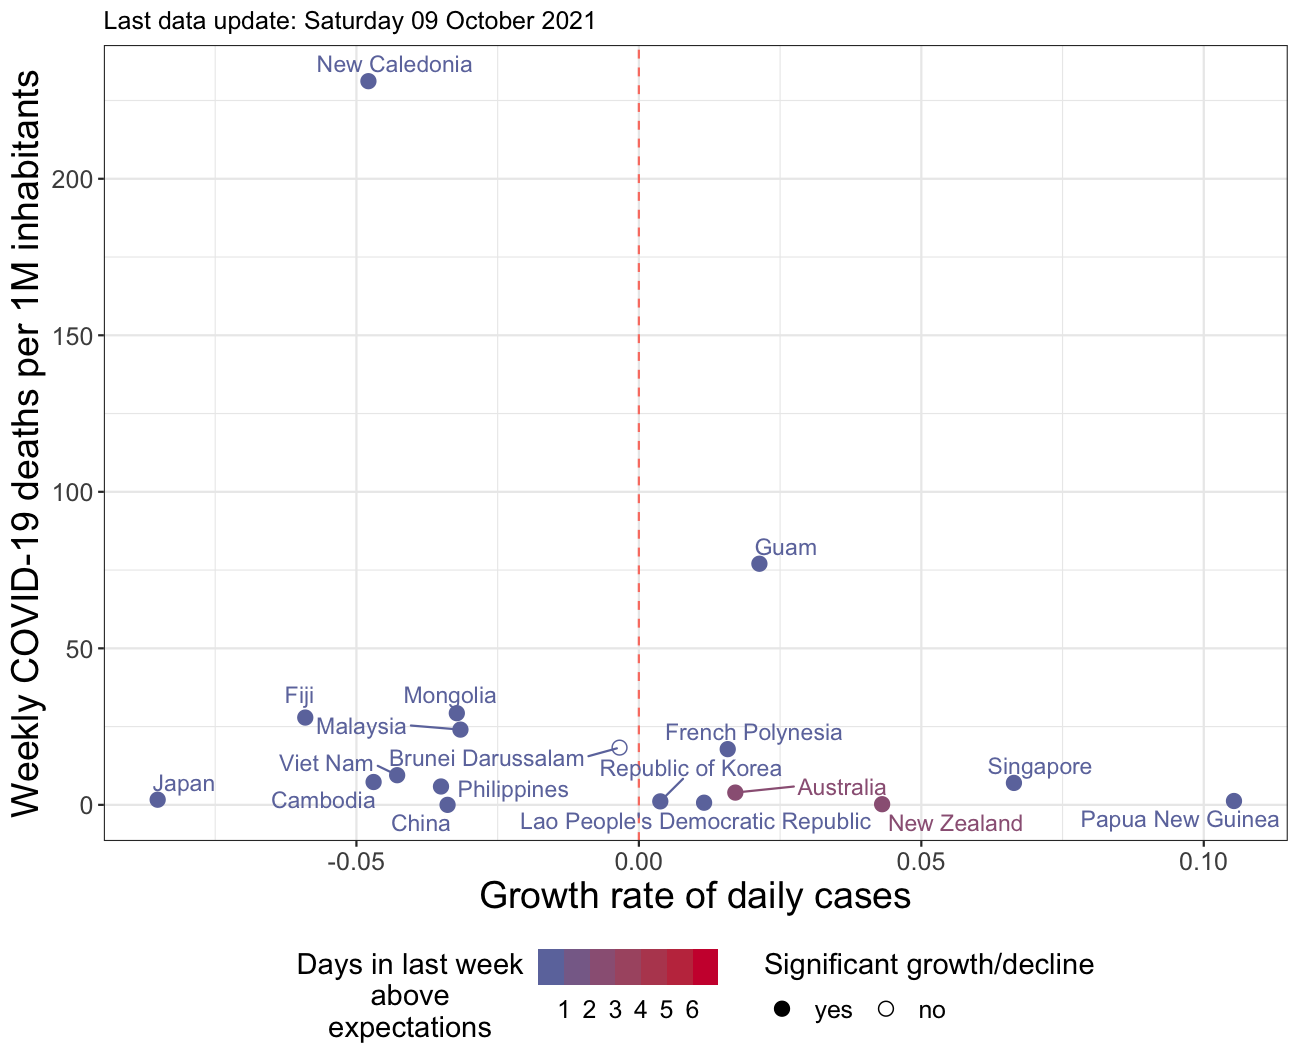 Last data update: Saturday 09 October 2021
Weekly COVID-19 deaths per 1M inhabitants
200
150
100
50
0
New Caledonia
Guam
Fiji
Mongolia
Malaysia
French Polynesia
Viet Nam
Brunei Darussalam
Republic of Korea
Singapore
Japan
Philippines
Australia
Cambodia
China
Lao People's Democratic Republic
New Zealand
Papua New Guinea
-0.05
0.00
0.05
0.10
Growth rate of daily cases
Days in last week
above
expectations
1 2 3 4 5 6
Significant growth/decline
yes
no